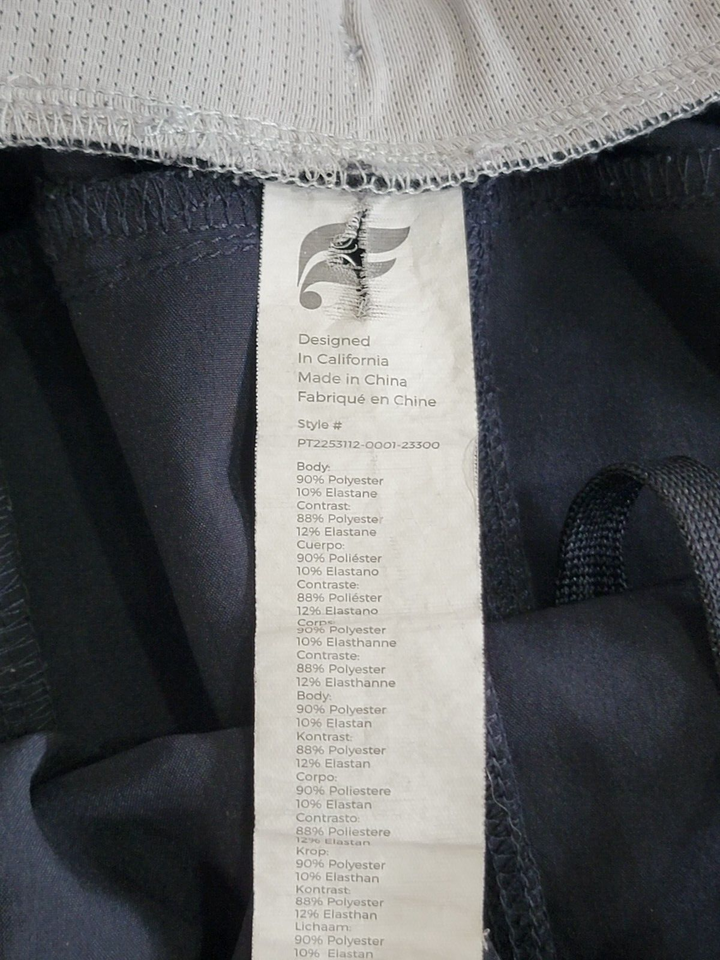 Designed
In California
Made in China
Fabriqué en Chine
Style #
PT2253112-0001-23300
Body:
90% Polyester
10% Elastane
Contrast:
88% Polyester
12% Elastane
Cuerpo:
90% Poliéster
10% Elastano
Contraste:
88% Poliéster
12% Elastano
Corps:
90% Polyester
10% Elasthanne
Contraste:
88% Polyester
12% Elasthanne
Body:
90% Polyester
10% Elastan
Kontrast:
88% Polyester
12% Elastan
Corpo:
90% Poliestere
10% Elastan
Contrasto:
88% Poliestere
12% Elastan
Krop:
90% Polyester
10% Elasthan
Kontrast:
88% Polyester
12% Elasthan
Lichaam:
90% Polyester
10% Elastan